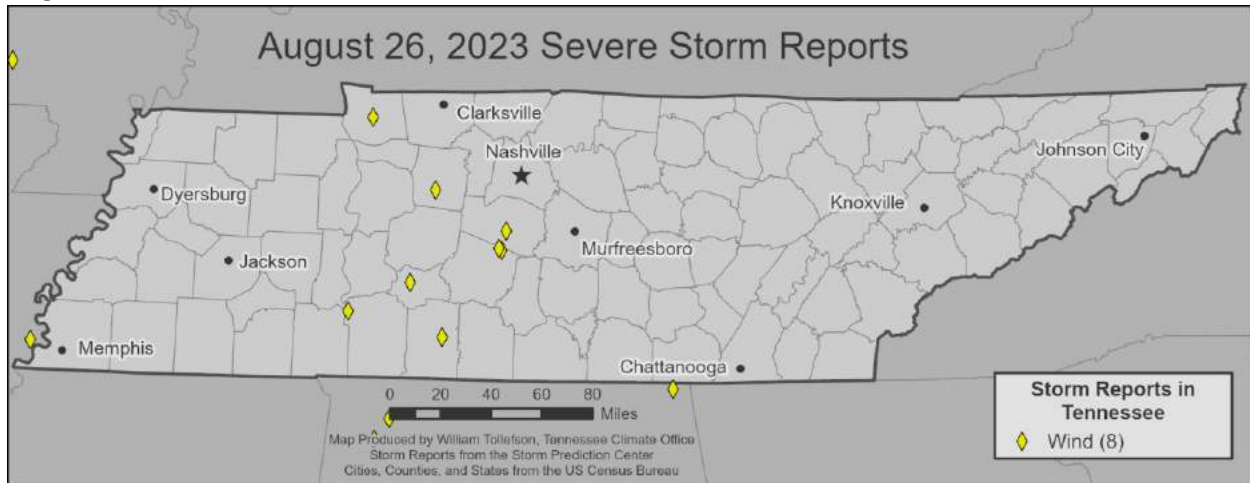 August 26, 2023 Severe Storm Reports
Clarksville
Nashville
Johnson City
Dyersburg
Knoxville
Murfreesboro
Jackson
Memphis
Chattanooga
0 20 40 60 80
Miles
Map Produced by William Tollefson, Tennessee Climate Office
Storm Reports from the Storm Prediction Center
Cities, Counties, and States from the US Census Bureau
Storm Reports in
Tennessee
Wind (8)